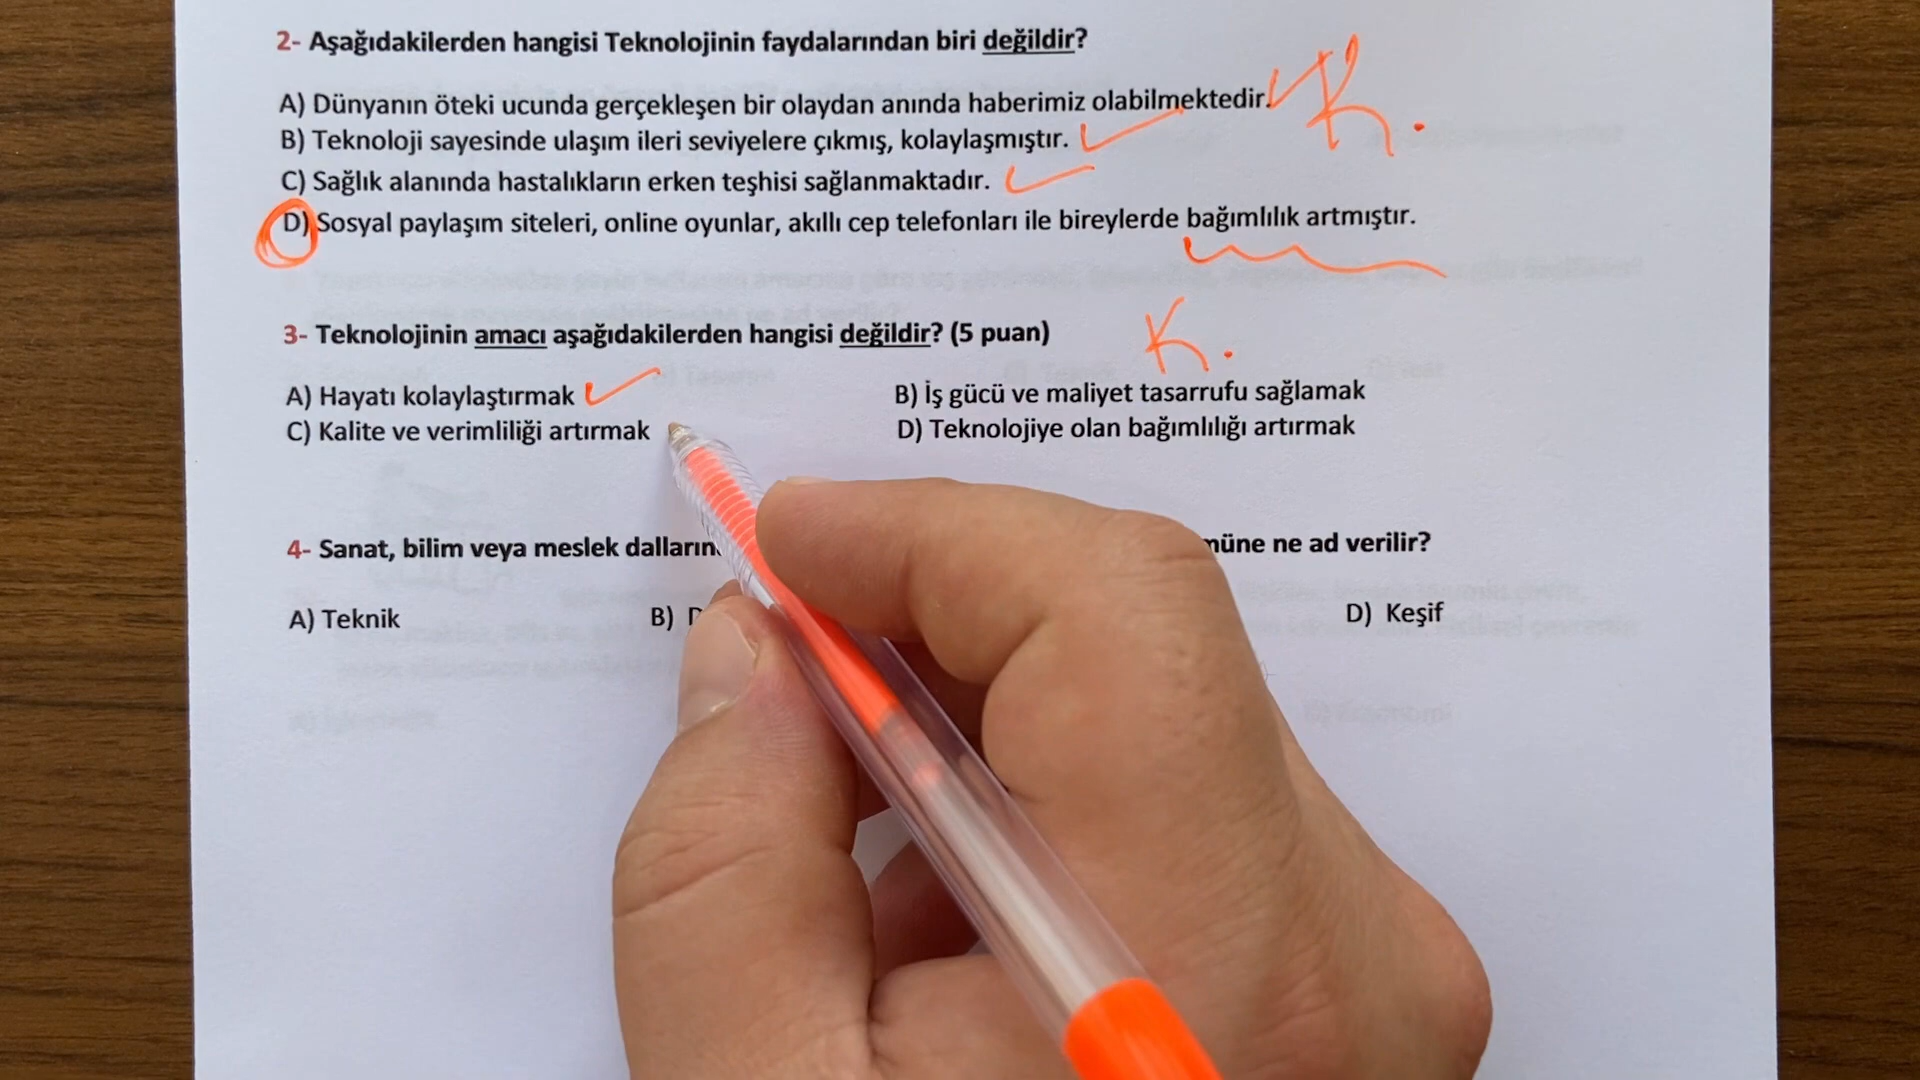 2- Aşağıdakilerden hangisi Teknolojinin faydalarından biri değildir?
K.
A) Dünyanın öteki ucunda gerçekleşen bir olaydan anında haberimiz olabilmektedir.
B) Teknoloji sayesinde ulaşım ileri seviyelere çıkmış, kolaylaşmıştır.
C) Sağlık alanında hastalıkların erken teşhisi sağlanmaktadır.
D) Sosyal paylaşım siteleri, online oyunlar, akıllı cep telefonları ile bireylerde bağımlılık artmıştır.
3- Teknolojinin amacı aşağıdakilerden hangisi değildir? (5 puan)
K.
A) Hayatı kolaylaştırmak B) İş gücü ve maliyet tasarrufu sağlamak
C) Kalite ve verimliliği artırmak D) Teknolojiye olan bağımlılığı artırmak
4- Sanat, bilim veya meslek ne ad verilir?
A) Teknik B) D) Keşif